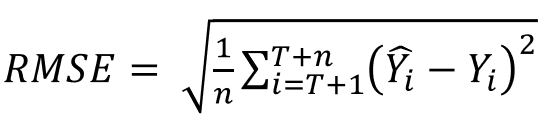 RMSE = √(1/n ∑_{i=T+1}^{T+n} (Ŷ_i − Y_i)²)